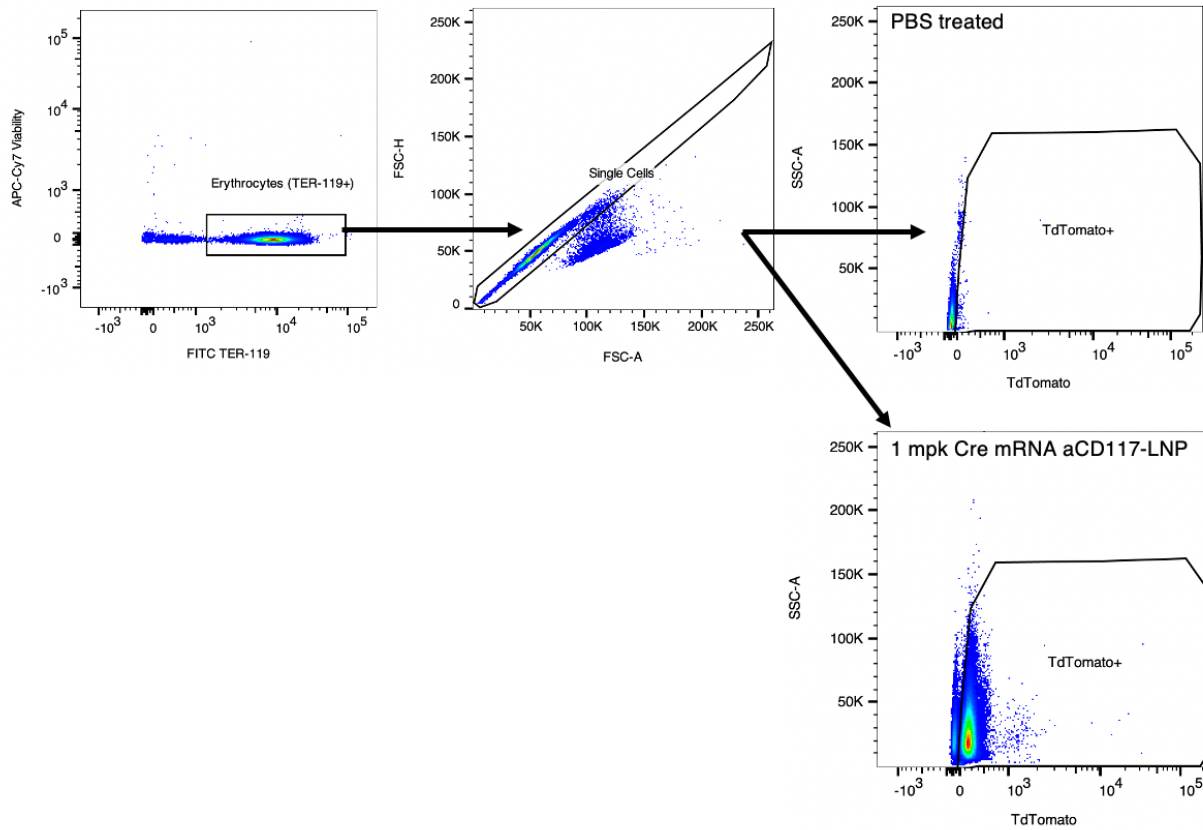 APC-Cy7 Viability
10^5
10^4
10^3
0
-10^3
Erythrocytes (TER-119+)
-10^3 0 10^3 10^4 10^5
FITC TER-119
FSC-H
250K
200K
150K
100K
50K
0
Single Cells
50K 100K 150K 200K 250K
FSC-A
PBS treated
SSC-A
250K
200K
150K
100K
50K
TdTomato+
-10^3 0 10^3 10^4 10^5
TdTomato
1 mpk Cre mRNA aCD117-LNP
SSC-A
250K
200K
150K
100K
50K
TdTomato+
-10^3 0 10^3 10^4 10^5
TdTomato